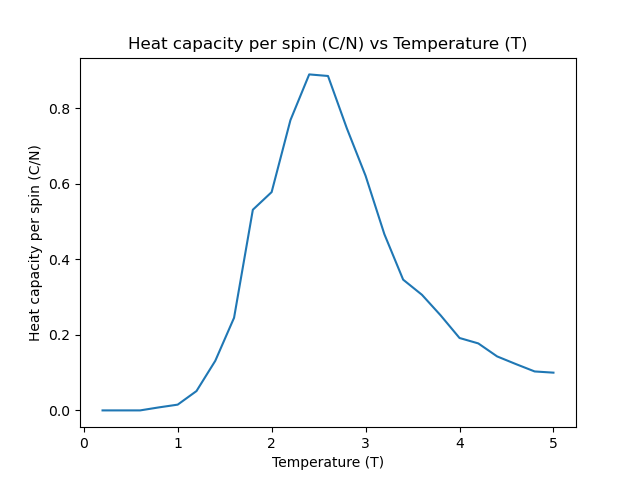 Heat capacity per spin (C/N) vs Temperature (T)
Heat capacity per spin (C/N)
0.8
0.6
0.4
0.2
0.0
0 1 2 3 4 5
Temperature (T)